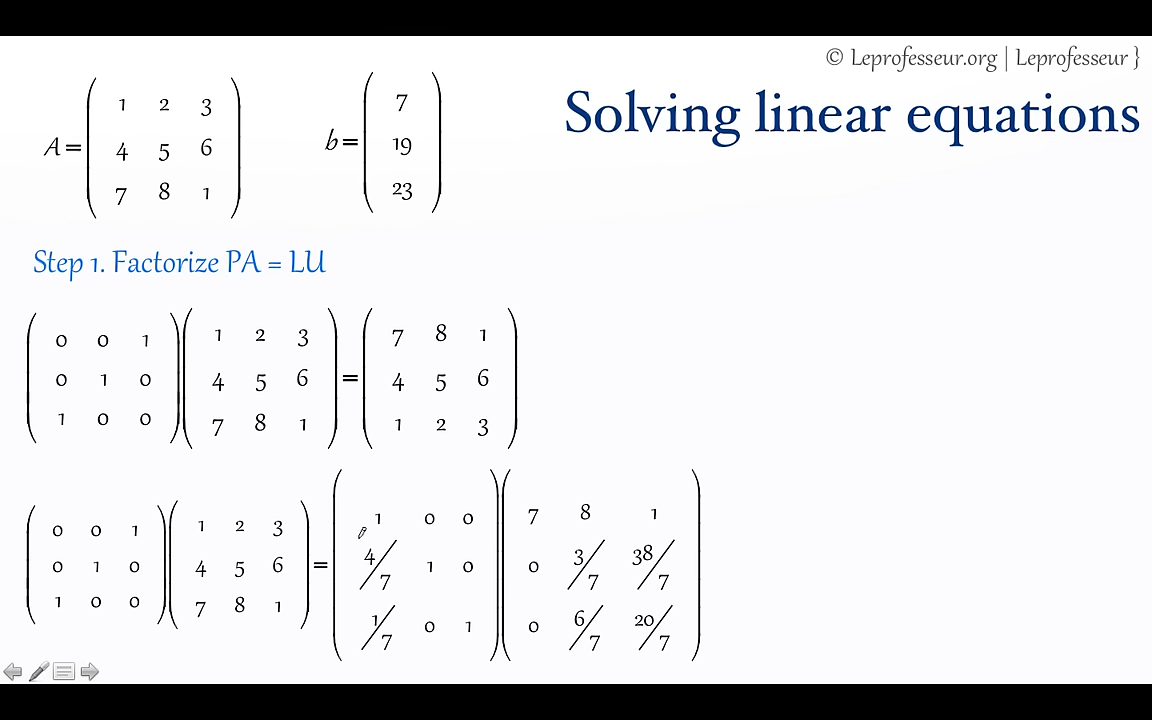 © Leprofesseur.org | Leprofesseur }
Solving linear equations
A = ( 1 2 3
4 5 6
7 8 1 )
b = ( 7
19
23 )
Step 1. Factorize PA = LU
( 0 0 1 ) ( 1 2 3 ) = ( 7 8 1 )
( 0 1 0 ) ( 4 5 6 ) ( 4 5 6 )
( 1 0 0 ) ( 7 8 1 ) ( 1 2 3 )
( 0 0 1 ) ( 1 2 3 ) = ( 1 0 0 ) ( 7 8 1 )
( 0 1 0 ) ( 4 5 6 ) ( 4/7 1 0 ) ( 0 3/7 38/7 )
( 1 0 0 ) ( 7 8 1 ) ( 1/7 0 1 ) ( 0 6/7 20/7 )